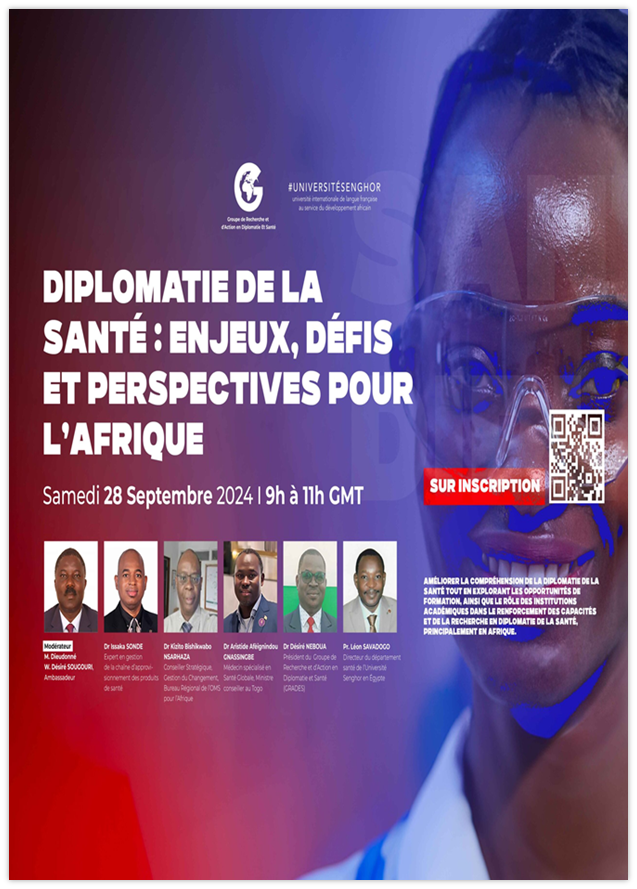 Groupe de Recherche et
d'Action en Diplomatie Et Santé
#UNIVERSITÉSENGHOR
université internationale de langue française
au service du développement africain
DIPLOMATIE DE LA
SANTÉ : ENJEUX, DÉFIS
ET PERSPECTIVES POUR
L'AFRIQUE
Samedi 28 Septembre 2024 I 9h à 11h GMT
SUR INSCRIPTION
AMÉLIORER LA COMPRÉHENSION DE LA DIPLOMATIE DE LA
SANTÉ TOUT EN EXPLORANT LES OPPORTUNITÉS DE
FORMATION, AINSI QUE LE RÔLE DES INSTITUTIONS
ACADÉMIQUES DANS LE RENFORCEMENT DES CAPACITÉS
ET DE LA RECHERCHE EN DIPLOMATIE DE LA SANTÉ,
PRINCIPALEMENT EN AFRIQUE.
Modérateur
M. Dieudonné
W. Désiré SOUGOURI,
Ambassadeur
Dr Issaka SONDE
Expert en gestion
de la chaîne d'approvi-
sionnement des produits
de santé
Dr Kizito Bishikwabo
NSARHAZA
Conseiller Stratégique,
Gestion du Changement,
Bureau Régional de l'OMS
pour l'Afrique
Dr Aristide Afèignindou
GNASSINGBE
Médecin spécialisé en
Santé Globale, Ministre
conseiller au Togo
Dr Désiré NEBOUA
Président du Groupe de
Recherche et d'Action en
Diplomatie et Santé
(GRADES)
Pr. Léon SAVADOGO
Directeur du département
santé de l'Université
Senghor en Égypte